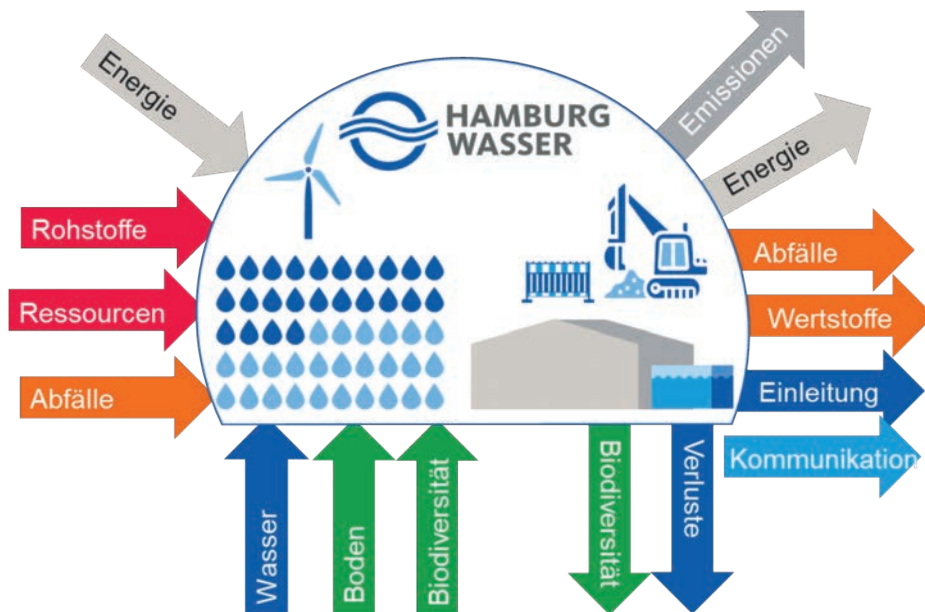 Energie
Rohstoffe
Ressourcen
Abfälle
HAMBURG
WASSER
Emissionen
Energie
Abfälle
Wertstoffe
Einleitung
Kommunikation
Wasser
Boden
Biodiversität
Biodiversität
Verluste